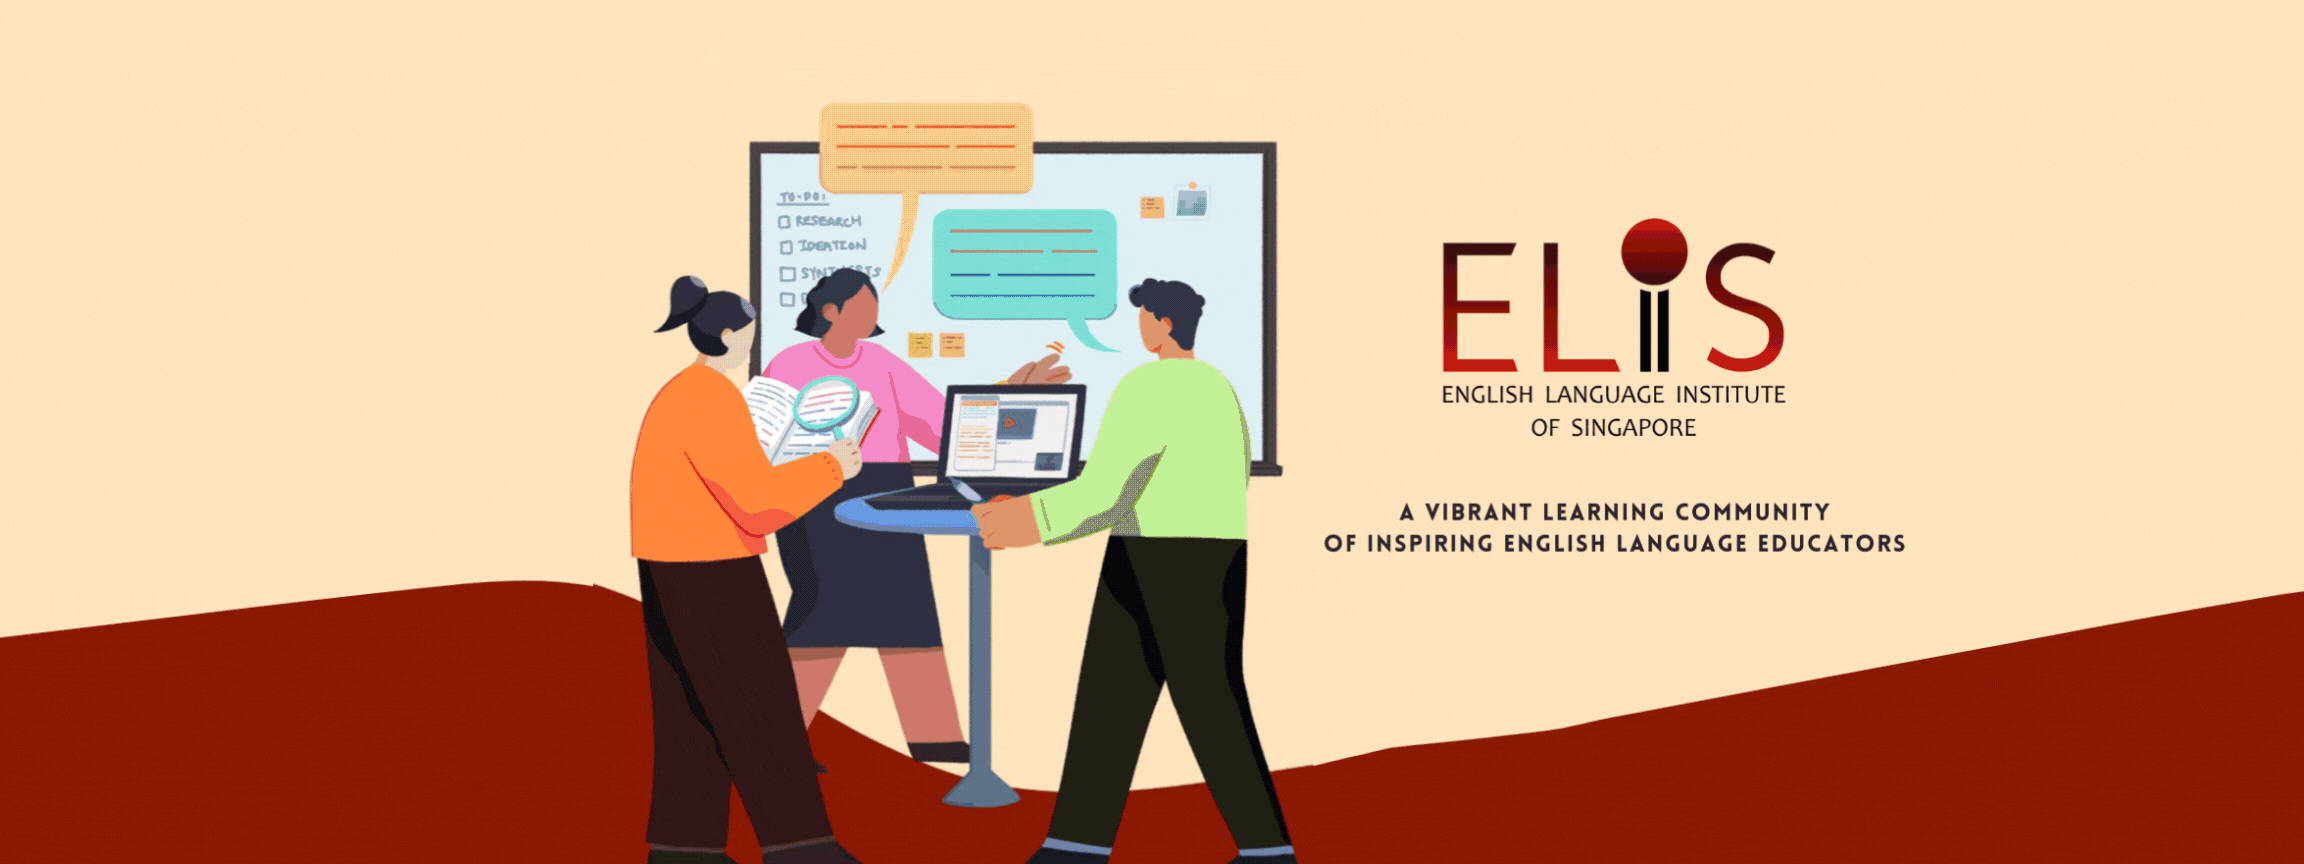 TO-DO:
RESEARCH
IDEATION
ELiS
ENGLISH LANGUAGE INSTITUTE
OF SINGAPORE
A VIBRANT LEARNING COMMUNITY
OF INSPIRING ENGLISH LANGUAGE EDUCATORS